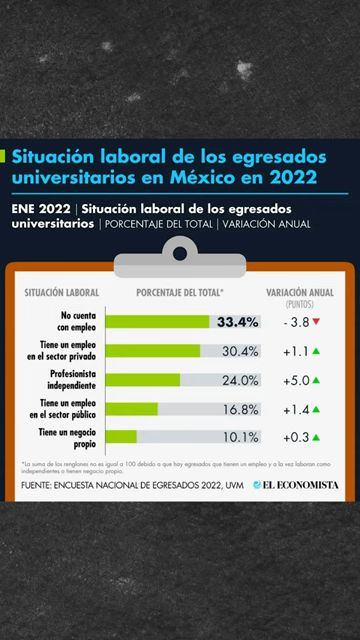 Situación laboral de los egresados
universitarios en México en 2022
ENE 2022 | Situación laboral de los egresados
universitarios | PORCENTAJE DEL TOTAL | VARIACIÓN ANUAL
SITUACIÓN LABORAL PORCENTAJE DEL TOTAL* VARIACIÓN ANUAL
(PUNTOS)
No cuenta
con empleo 33.4% - 3.8
Tiene un empleo
en el sector privado 30.4% +1.1
Profesionista
independiente 24.0% +5.0
Tiene un empleo
en el sector público 16.8% +1.4
Tiene un negocio
propio 10.1% +0.3
*La suma de los renglones no es igual a 100 debido a que hay egresados que tienen un empleo y a la vez laboran como
independientes o tienen negocio propio.
FUENTE: ENCUESTA NACIONAL DE EGRESADOS 2022, UVM EL ECONOMISTA